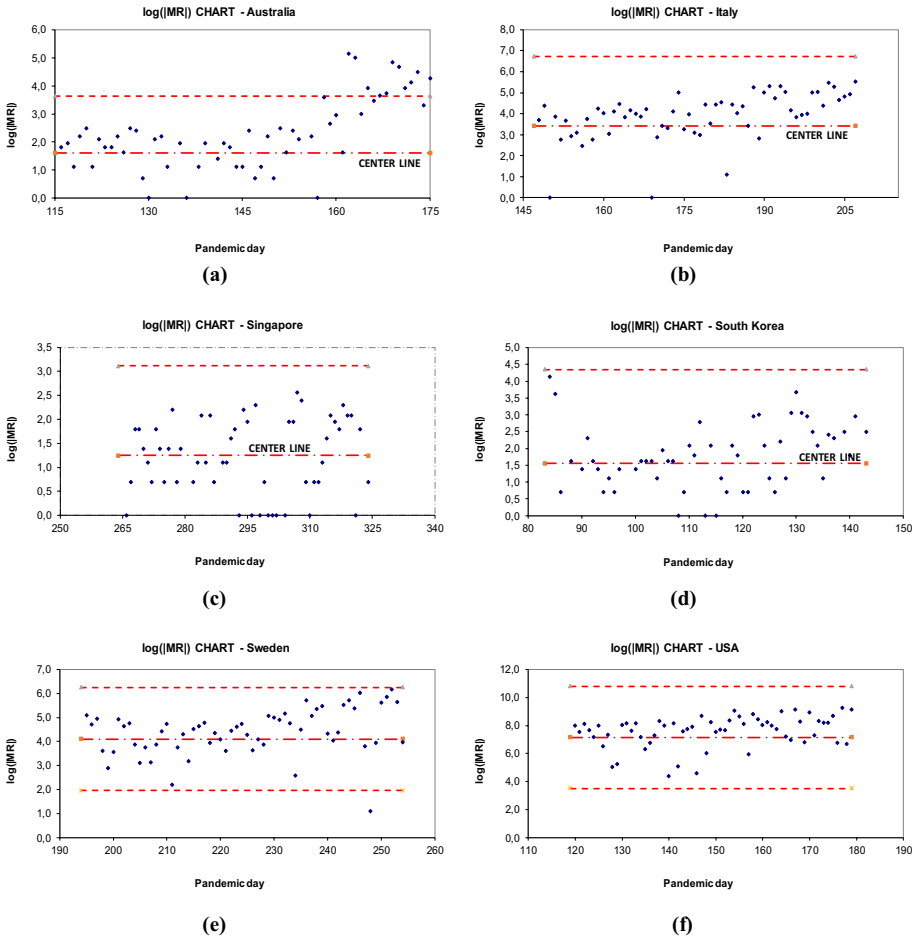 log(|MR|) CHART - Australia
6,0
5,0
4,0
3,0
2,0
1,0
0,0
log(|MR|)
CENTER LINE
115 130 145 160 175
Pandemic day
(a)
log(|MR|) CHART - Italy
8,0
7,0
6,0
5,0
4,0
3,0
2,0
1,0
0,0
log(|MR|)
CENTER LINE
145 160 175 190 205
Pandemic day
(b)
log(|MR|) CHART - Singapore
3,5
3,0
2,5
2,0
1,5
1,0
0,5
0,0
log(|MR|)
CENTER LINE
250 265 280 295 310 325 340
Pandemic day
(c)
log(|MR|) CHART - South Korea
5,0
4,5
4,0
3,5
3,0
2,5
2,0
1,5
1,0
0,5
0,0
log(|MR|)
CENTER LINE
80 90 100 110 120 130 140 150
Pandemic day
(d)
log(|MR|) CHART - Sweden
7,0
6,0
5,0
4,0
3,0
2,0
1,0
0,0
log(|MR|)
190 200 210 220 230 240 250 260
Pandemic day
(e)
log(|MR|) CHART - USA
12,0
10,0
8,0
6,0
4,0
2,0
0,0
log(|MR|)
110 120 130 140 150 160 170 180 190
Pandemic day
(f)